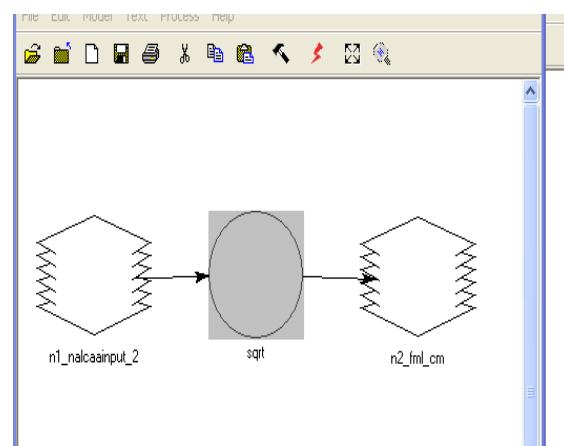 File Edit Model Text Process Help
n1_nalcaainput_2 sqrt n2_fml_cm